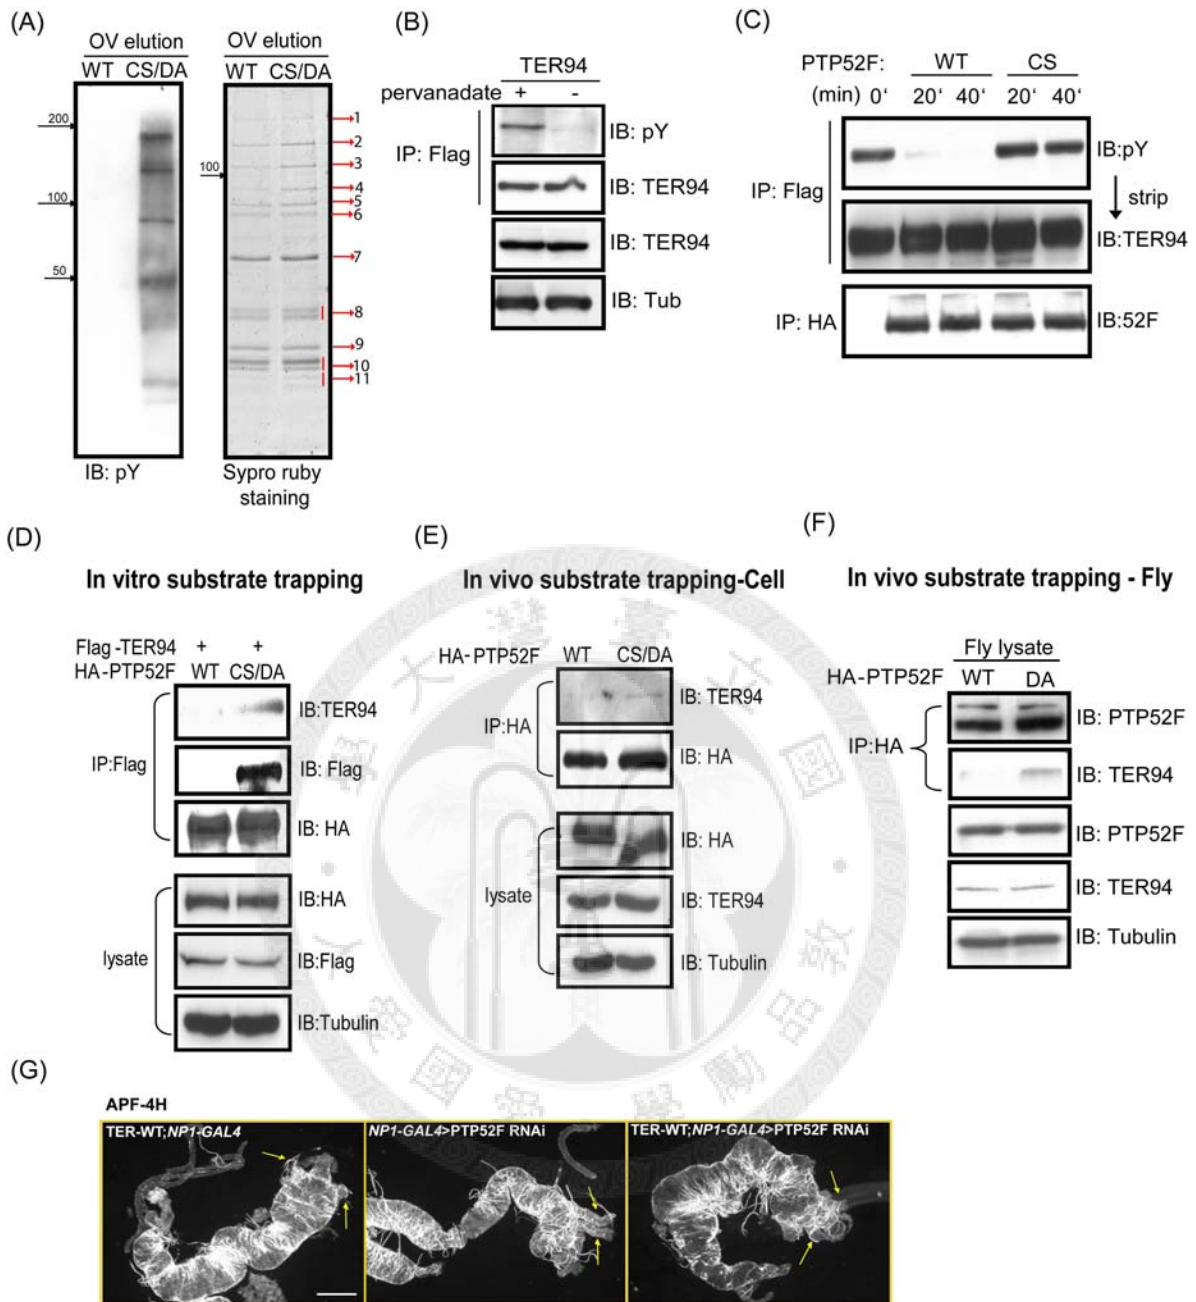 (A)
OV elution
WT CS/DA
200
100
50
IB: pY
OV elution
WT CS/DA
100
1
2
3
4
5
6
7
8
9
10
11
Sypro ruby
staining
(B)
TER94
pervanadate + -
IP: Flag
IB: pY
IB: TER94
IB: TER94
IB: Tub
(C)
PTP52F: WT CS
(min) 0' 20' 40' 20' 40'
IP: Flag
IB:pY
strip
IB:TER94
IP: HA
IB:52F
(D)
In vitro substrate trapping
Flag-TER94 + +
HA-PTP52F WT CS/DA
IP:Flag
IB:TER94
IB: Flag
IB: HA
lysate
IB:HA
IB:Flag
IB:Tubulin
(E)
In vivo substrate trapping-Cell
HA-PTP52F WT CS/DA
IP:HA
IB: TER94
IB: HA
lysate
IB: HA
IB: TER94
IB: Tubulin
(F)
In vivo substrate trapping - Fly
Fly lysate
HA-PTP52F WT DA
IP:HA
IB: PTP52F
IB: TER94
IB: PTP52F
IB: TER94
IB: Tubulin
(G)
APF-4H
TER-WT;NP1-GAL4
NP1-GAL4>PTP52F RNAi
TER-WT;NP1-GAL4>PTP52F RNAi
臺灣大學
國立